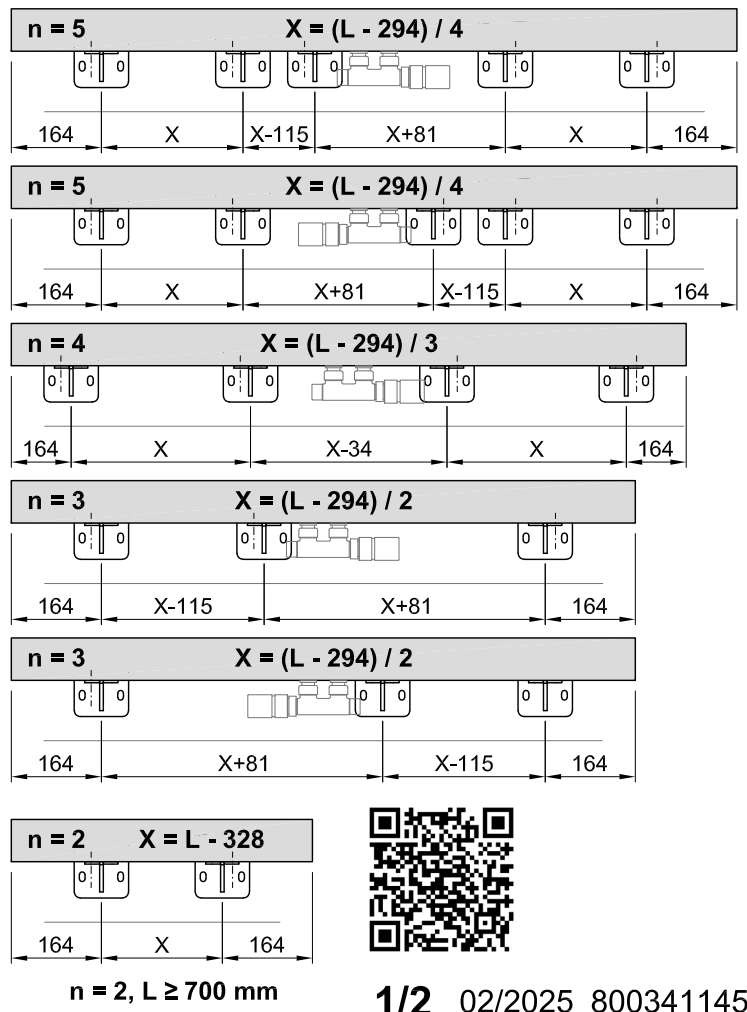 n = 5 X = (L - 294) / 4
164 X X-115 X+81 X 164
n = 5 X = (L - 294) / 4
164 X X+81 X-115 X 164
n = 4 X = (L - 294) / 3
164 X X-34 X 164
n = 3 X = (L - 294) / 2
164 X-115 X+81 164
n = 3 X = (L - 294) / 2
164 X+81 X-115 164
n = 2 X = L - 328
164 X 164
n = 2, L ≥ 700 mm
1/2 02/2025 800341145